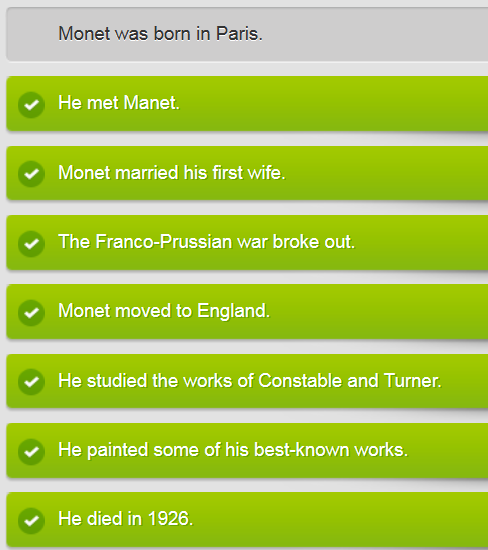 Monet was born in Paris.
He met Manet.
Monet married his first wife.
The Franco-Prussian war broke out.
Monet moved to England.
He studied the works of Constable and Turner.
He painted some of his best-known works.
He died in 1926.